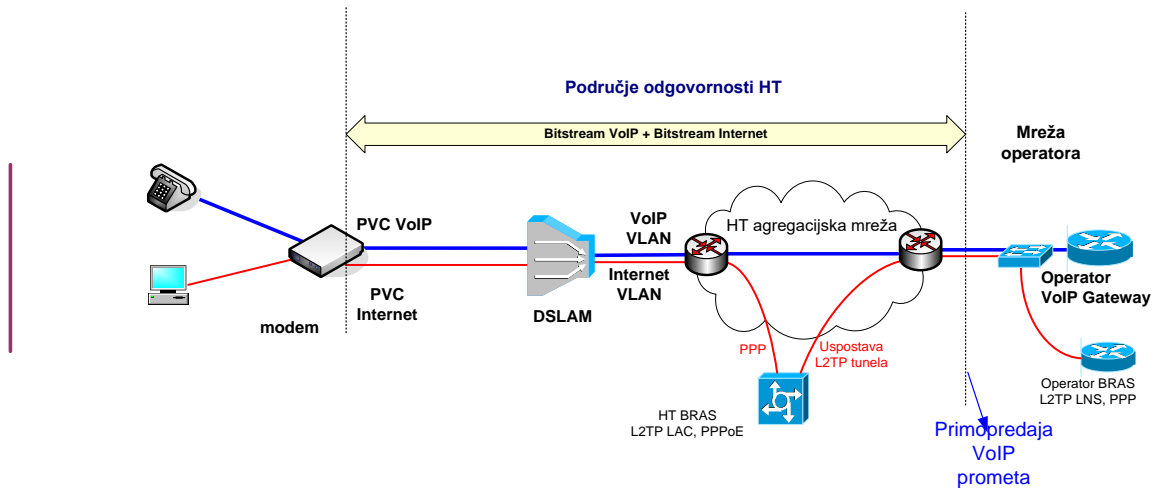 Područje odgovornosti HT
Bitstream VoIP + Bitstream Internet
Mreža
operatora
PVC VoIP
VoIP
VLAN
HT agregacijska mreža
PVC
Internet
Internet
VLAN
modem
DSLAM
Operator
VoIP Gateway
PPP
Uspostava
L2TP tunela
HT BRAS
L2TP LAC, PPPoE
Operator BRAS
L2TP LNS, PPP
Primopredaja
VoIP
prometa